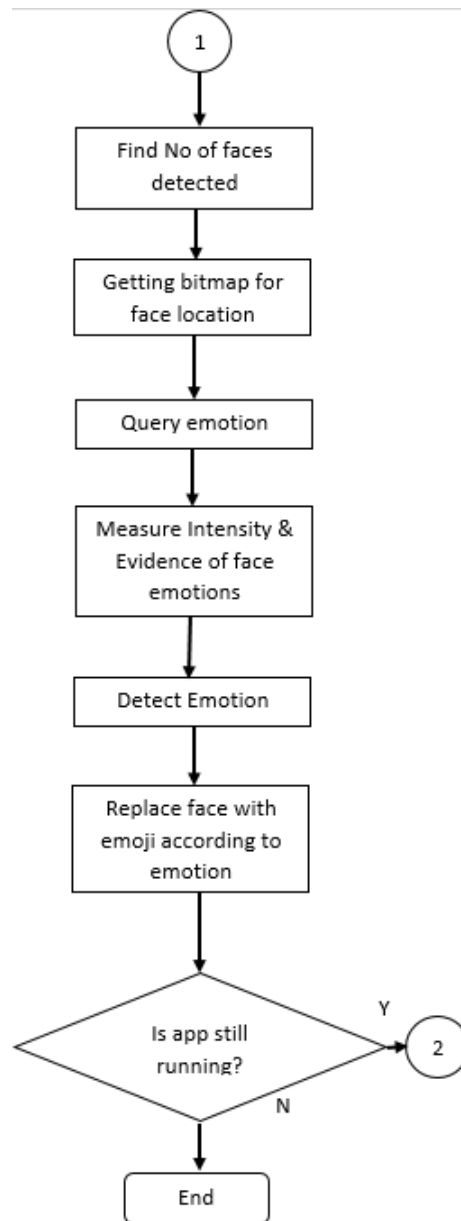 1
Find No of faces
detected
Getting bitmap for
face location
Query emotion
Measure Intensity &
Evidence of face
emotions
Detect Emotion
Replace face with
emoji according to
emotion
Y
Is app still
running?
2
N
End